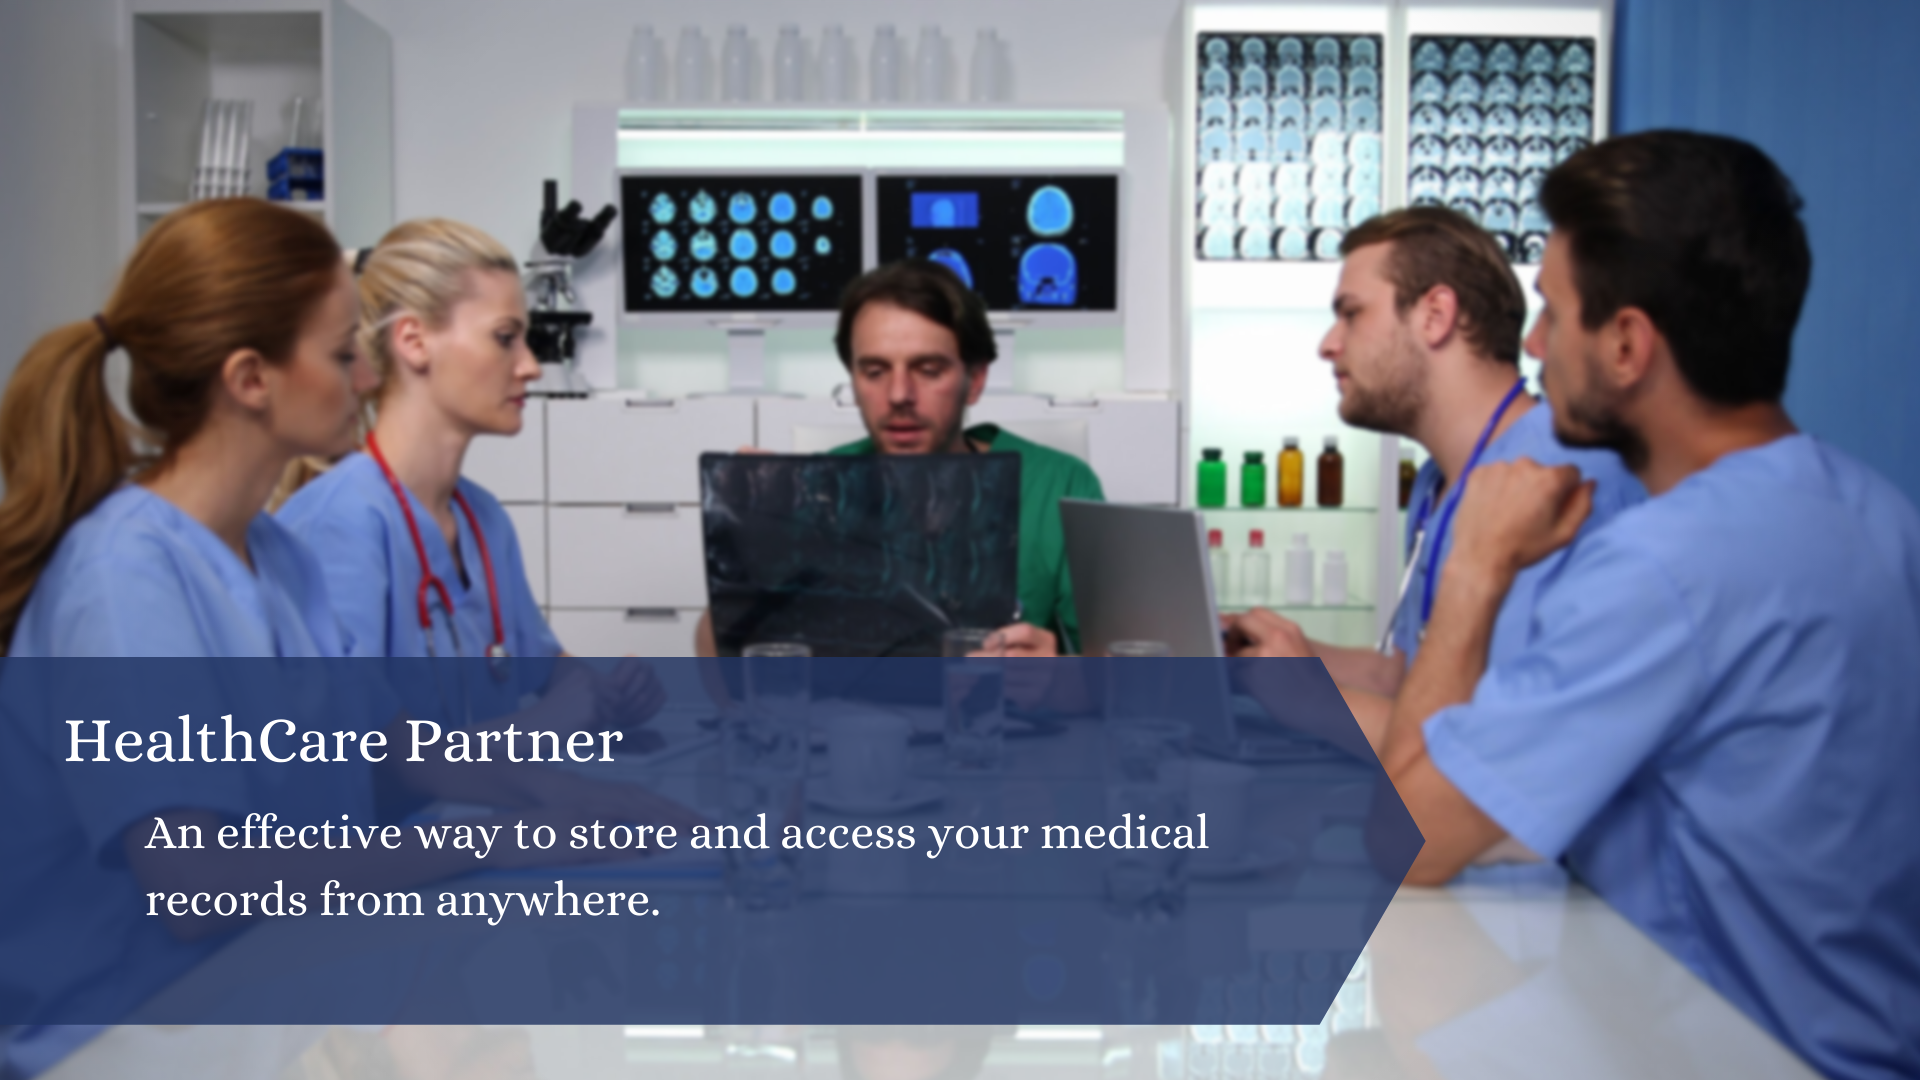 HealthCare Partner
An effective way to store and access your medical
records from anywhere.